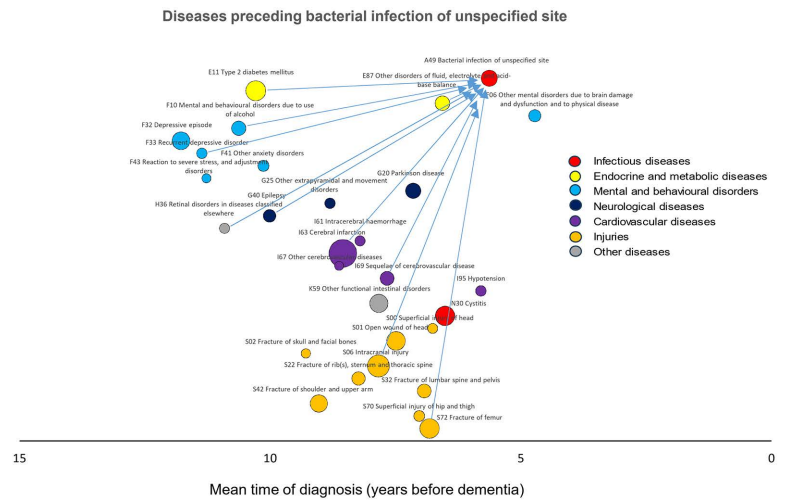 Diseases preceding bacterial infection of unspecified site
A49 Bacterial infection of unspecified site
E11 Type 2 diabetes mellitus
E87 Other disorders of fluid, electrolyte and acid-
base balance
F06 Other mental disorders due to brain damage
and dysfunction and to physical disease
F10 Mental and behavioural disorders due to use
of alcohol
F32 Depressive episode
F33 Recurrent depressive disorder
F41 Other anxiety disorders
F43 Reaction to severe stress, and adjustment
disorders
G20 Parkinson disease
G25 Other extrapyramidal and movement
disorders
G40 Epilepsy
H36 Retinal disorders in diseases classified
elsewhere
I61 Intracerebral haemorrhage
I63 Cerebral infarction
I67 Other cerebrovascular diseases
I69 Sequelae of cerebrovascular disease
I95 Hypotension
K59 Other functional intestinal disorders
N30 Cystitis
S00 Superficial injury of head
S01 Open wound of head
S02 Fracture of skull and facial bones
S06 Intracranial injury
S22 Fracture of rib(s), sternum and thoracic spine
S32 Fracture of lumbar spine and pelvis
S42 Fracture of shoulder and upper arm
S70 Superficial injury of hip and thigh
S72 Fracture of femur
Infectious diseases
Endocrine and metabolic diseases
Mental and behavioural disorders
Neurological diseases
Cardiovascular diseases
Injuries
Other diseases
15 10 5 0
Mean time of diagnosis (years before dementia)